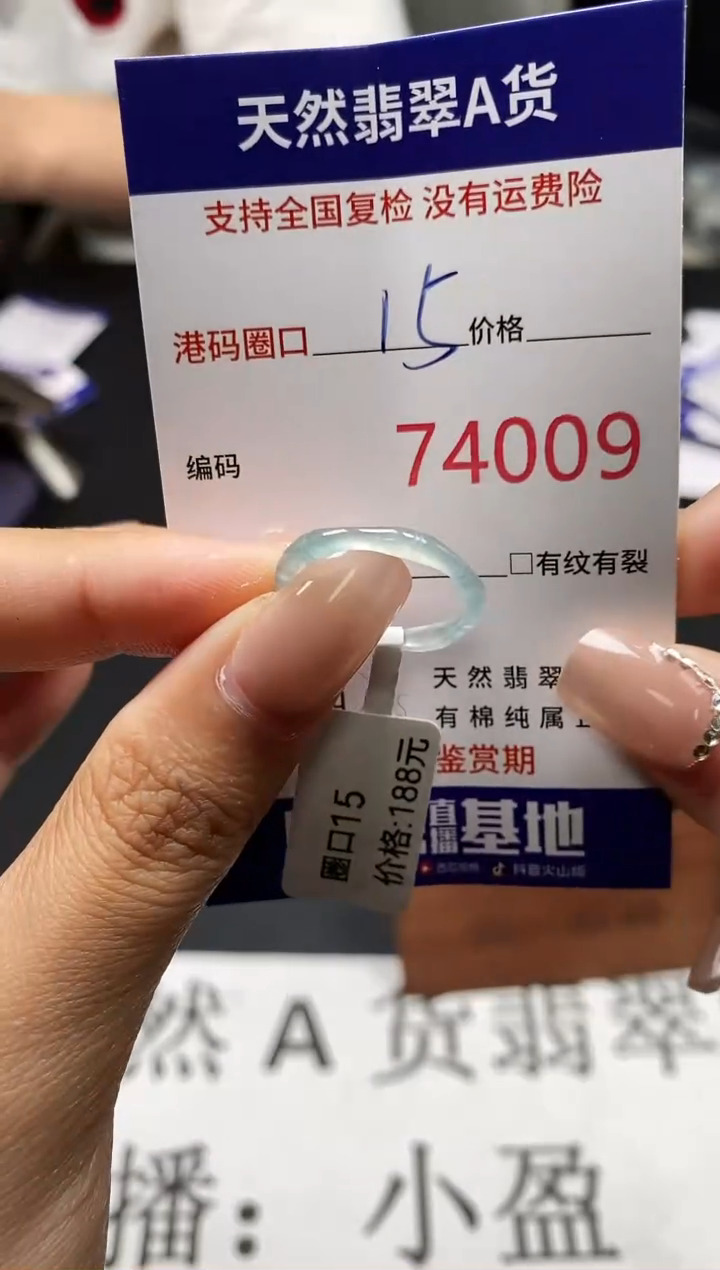 天然翡翠A货
支持全国复检 没有运费险
港码圈口 15 价格
编码 74009
□有纹有裂
天然翡翠
有棉纯属
鉴赏期
圈口15
价格:188元
直播基地
抖音火山版
然A货翡翠
播：小盈